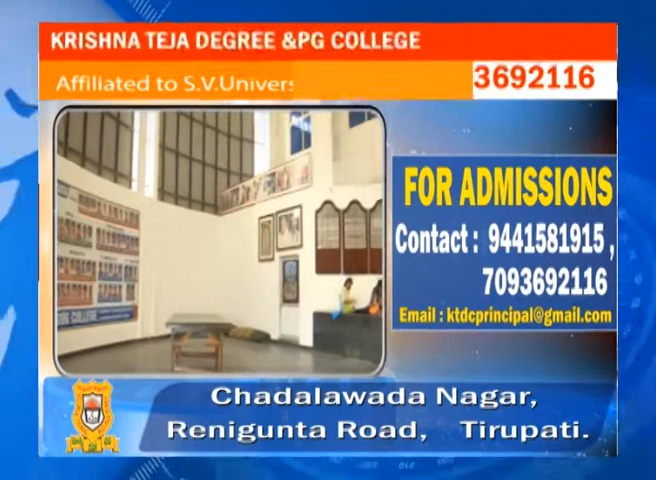 KRISHNA TEJA DEGREE &PG COLLEGE
Affiliated to S.V.Univers
3692116
FOR ADMISSIONS
Contact : 9441581915 ,
7093692116
Email : ktdcprincipal@gmail.com
COLLEGE
Chadalawada Nagar,
Renigunta Road, Tirupati.